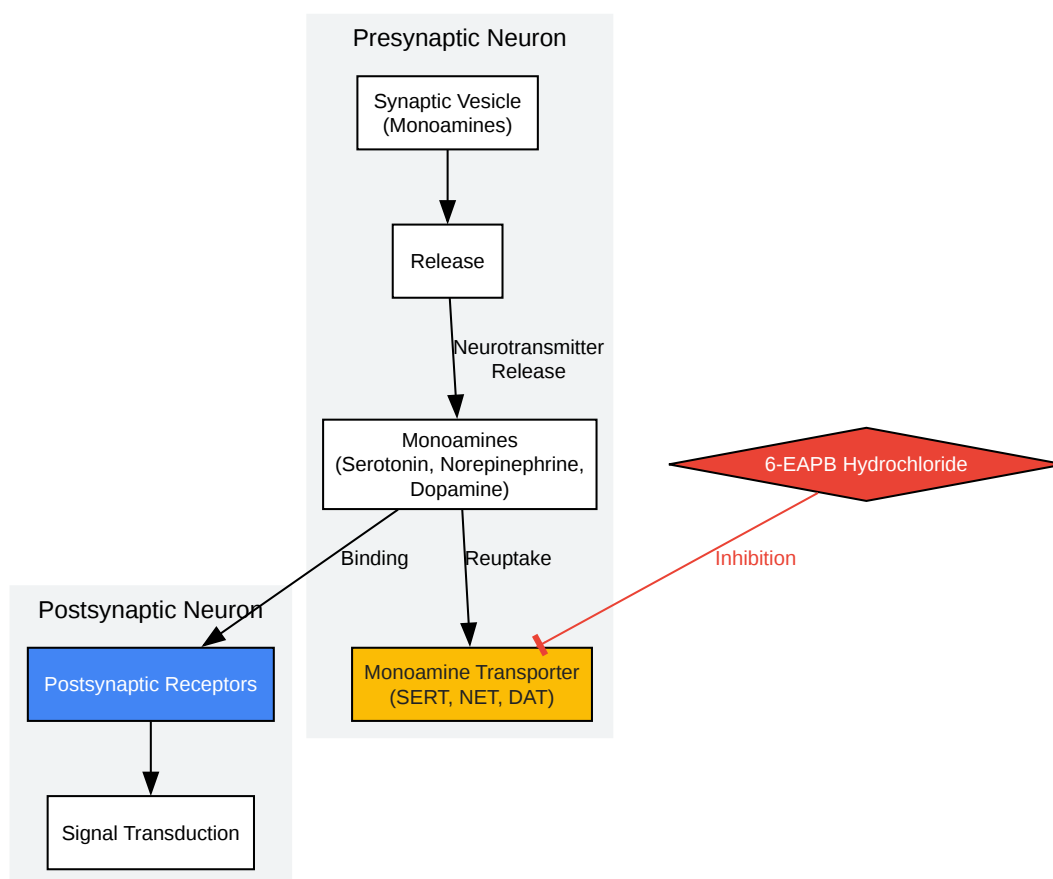 Presynaptic Neuron
Synaptic Vesicle
(Monoamines)
Release
Neurotransmitter
Release
Monoamines
(Serotonin, Norepinephrine,
Dopamine)
6-EAPB Hydrochloride
Binding
Reuptake
Inhibition
Postsynaptic Neuron
Postsynaptic Receptors
Monoamine Transporter
(SERT, NET, DAT)
Signal Transduction